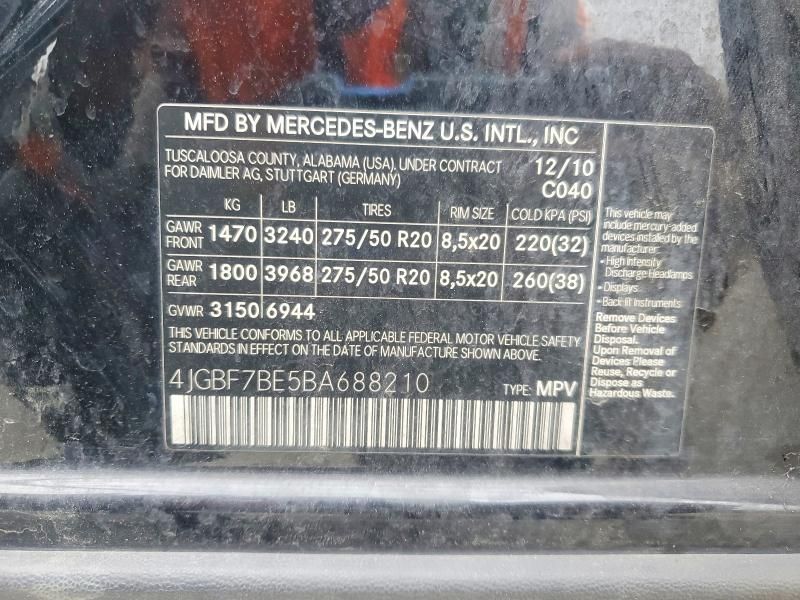 MFD BY MERCEDES-BENZ U.S. INTL., INC
TUSCALOOSA COUNTY, ALABAMA (USA), UNDER CONTRACT 12/10
FOR DAIMLER AG, STUTTGART (GERMANY) C040
KG LB TIRES RIM SIZE COLD KPA (PSI)
GAWR FRONT 1470 3240 275/50 R20 8,5x20 220(32)
GAWR REAR 1800 3968 275/50 R20 8,5x20 260(38)
GVWR 3150 6944
THIS VEHICLE CONFORMS TO ALL APPLICABLE FEDERAL MOTOR VEHICLE SAFETY
STANDARDS IN EFFECT ON THE DATE OF MANUFACTURE SHOWN ABOVE.
4JGBF7BE5BA688210 TYPE: MPV
This vehicle may
include mercury-added
devices installed by the
manufacturer:
- High Intensity
Discharge Headlamps
- Displays
- Back lit Instruments
Remove Devices
Before Vehicle
Disposal.
Upon Removal of
Devices Please
Reuse, Recycle or
Dispose as
Hazardous Waste.